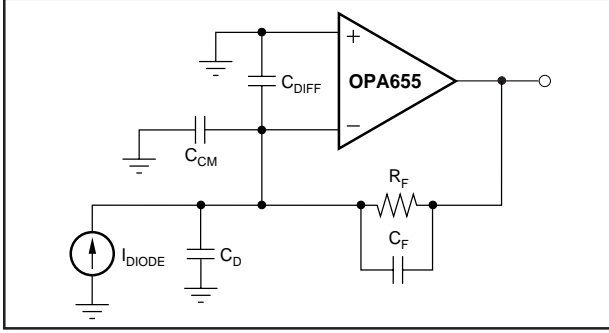 +
OPA655
C_DIFF
–
C_CM
R_F
C_F
I_DIODE
C_D